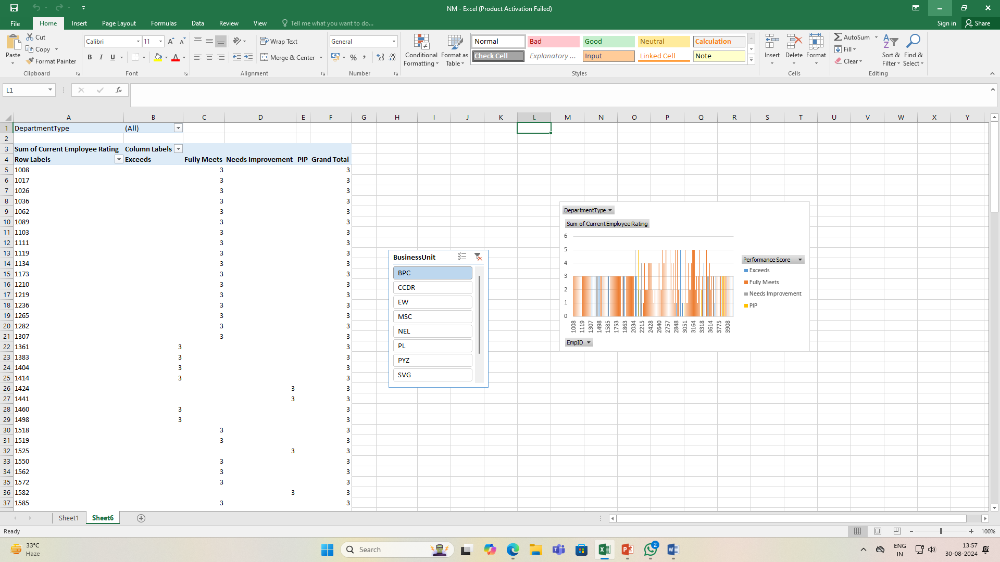 NM - Excel (Product Activation Failed)
File Home Insert Page Layout Formulas Data Review View Tell me what you want to do... Sign in Share
Paste Cut Copy Format Painter Clipboard
Calibri 11 B I U Font
Wrap Text Merge & Center Alignment
General % , .0 .00 Number
Conditional Formatting Format as Table
Normal Bad Good Neutral Calculation
Check Cell Explanatory ... Input Linked Cell Note
Styles
Insert Delete Format Cells
AutoSum Fill Clear Sort & Filter Find & Select Editing
L1 fx
A B C D E F G H I J K L M N O P Q R S T U V W X Y
1 DepartmentType (All)
2
3 Sum of Current Employee Rating Column Labels
4 Row Labels Exceeds Fully Meets Needs Improvement PIP Grand Total
5 1008 3 3
6 1017 3 3
7 1026 3 3
8 1036 3 3
9 1062 3 3
10 1089 3 3
11 1103 3 3
12 1111 3 3
13 1119 3 3
14 1134 3 3
15 1173 3 3
16 1210 3 3
17 1219 3 3
18 1236 3 3
19 1265 3 3
20 1282 3 3
21 1307 3 3
22 1361 3 3
23 1383 3 3
24 1404 3 3
25 1414 3 3
26 1424 3 3
27 1441 3 3
28 1460 3 3
29 1498 3 3
30 1518 3 3
31 1519 3 3
32 1525 3 3
33 1550 3 3
34 1562 3 3
35 1572 3 3
36 1582 3 3
37 1585 3 3
BusinessUnit
BPC
CCDR
EW
MSC
NEL
PL
PYZ
SVG
DepartmentType
Sum of Current Employee Rating
6
5
4
3
2
1
0
1008 1119 1307 1498 1585 1753 1863 2034 2215 2428 2640 2757 2848 3051 3164 3318 3614 3775 3908
EmpID
Performance Score
Exceeds
Fully Meets
Needs Improvement
PIP
Sheet1 Sheet6
Ready 100%
33°C
Haze
Search
2
ENG
IN
13:57
30-08-2024